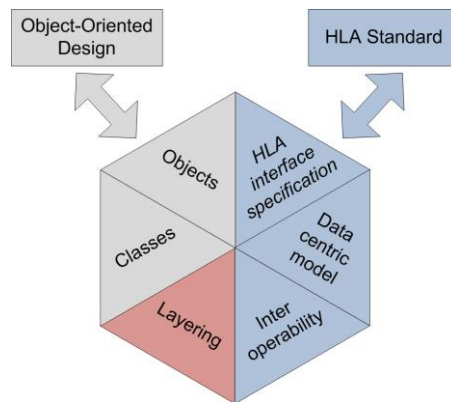 Object-Oriented
Design
HLA Standard
Objects
HLA
interface
specification
Classes
Data
centric
model
Layering
Inter
operability